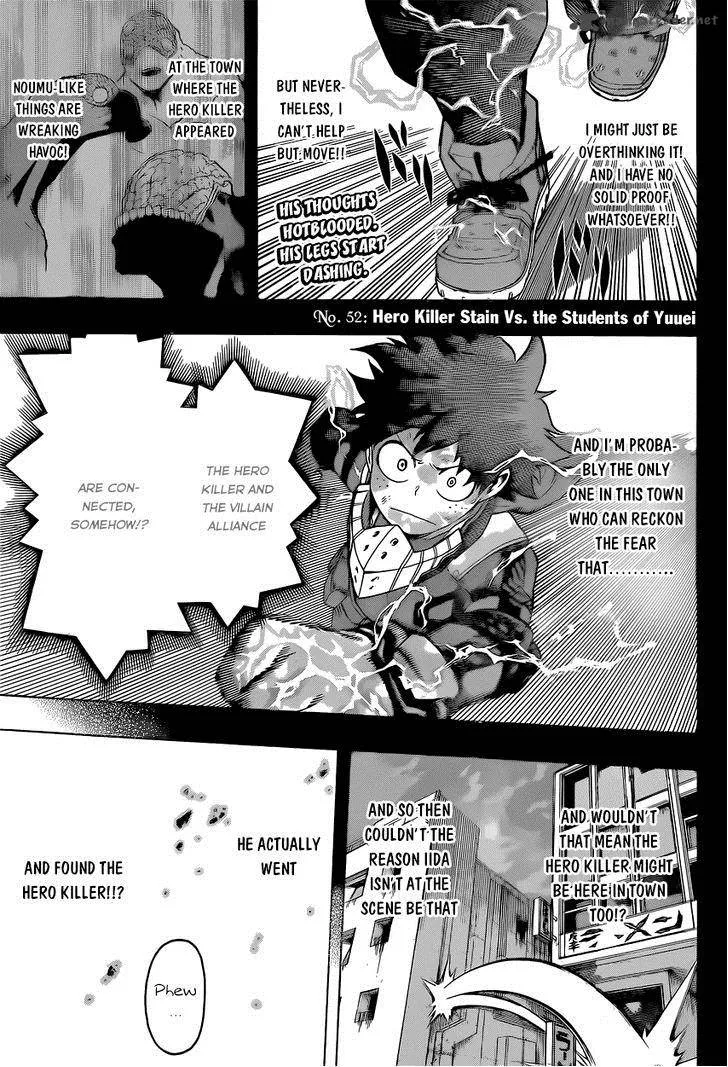 I MIGHT JUST BE
OVERTHINKING IT!
AND I HAVE NO
SOLID PROOF
WHATSOEVER!!
BUT NEVER-
THELESS, I
CAN'T HELP
BUT MOVE!!
HIS THOUGHTS
HOTBLOODED.
HIS LEGS START
DASHING.
AT THE TOWN
WHERE THE
HERO KILLER
APPEARED
NOUMU-LIKE
THINGS ARE
WREAKING
HAVOC!
No. 52: Hero Killer Stain Vs. the Students of Yuuei
AND I'M PROBA-
BLY THE ONLY
ONE IN THIS TOWN
WHO CAN RECKON
THE FEAR
THAT...........
THE HERO
KILLER AND
THE VILLAIN
ALLIANCE
ARE CON-
NECTED,
SOMEHOW!?
AND WOULDN'T
THAT MEAN THE
HERO KILLER MIGHT
BE HERE IN TOWN
TOO!?
AND SO THEN
COULDN'T THE
REASON IIDA
ISN'T AT THE
SCENE BE THAT
HE ACTUALLY
WENT
AND FOUND THE
HERO KILLER!!?
Phew
...